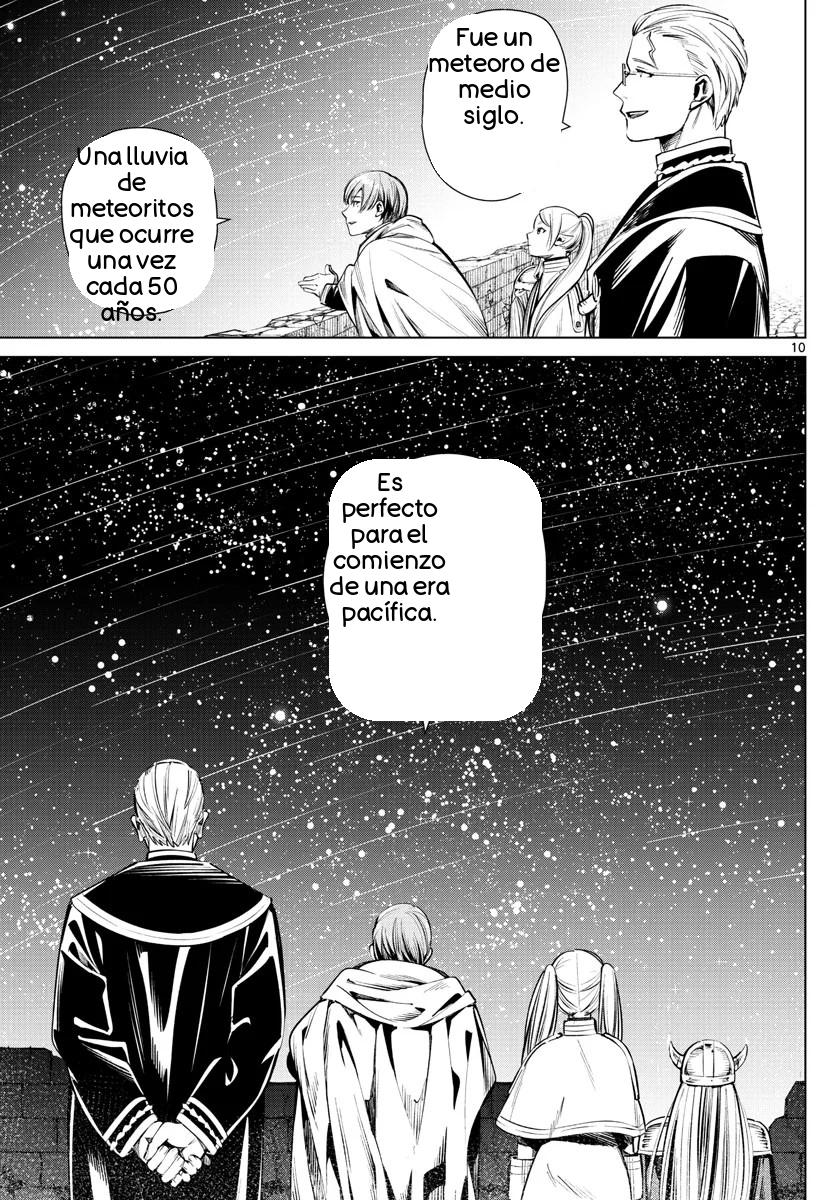 Fue un
meteoro de
medio
siglo.
Una lluvia
de
meteoritos
que ocurre
una vez
cada 50
años.
10
Es
perfecto
para el
comienzo
de una era
pacífica.